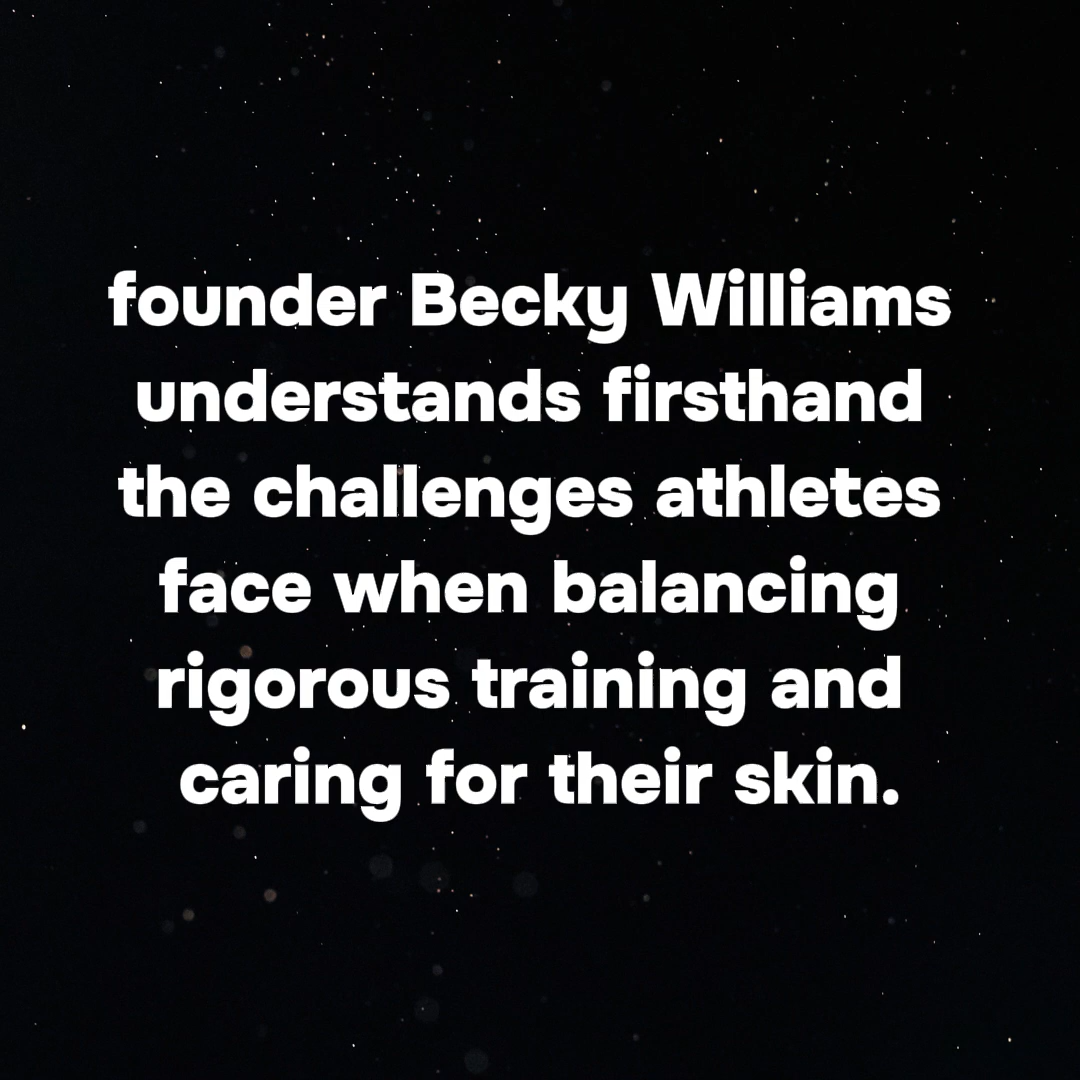 founder Becky Williams
understands firsthand
the challenges athletes
face when balancing
rigorous training and
caring for their skin.